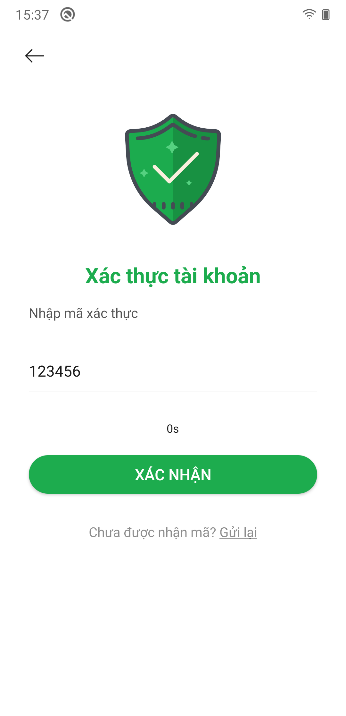 15:37
Xác thực tài khoản
Nhập mã xác thực
123456
0s
XÁC NHẬN
Chưa được nhận mã? Gửi lại